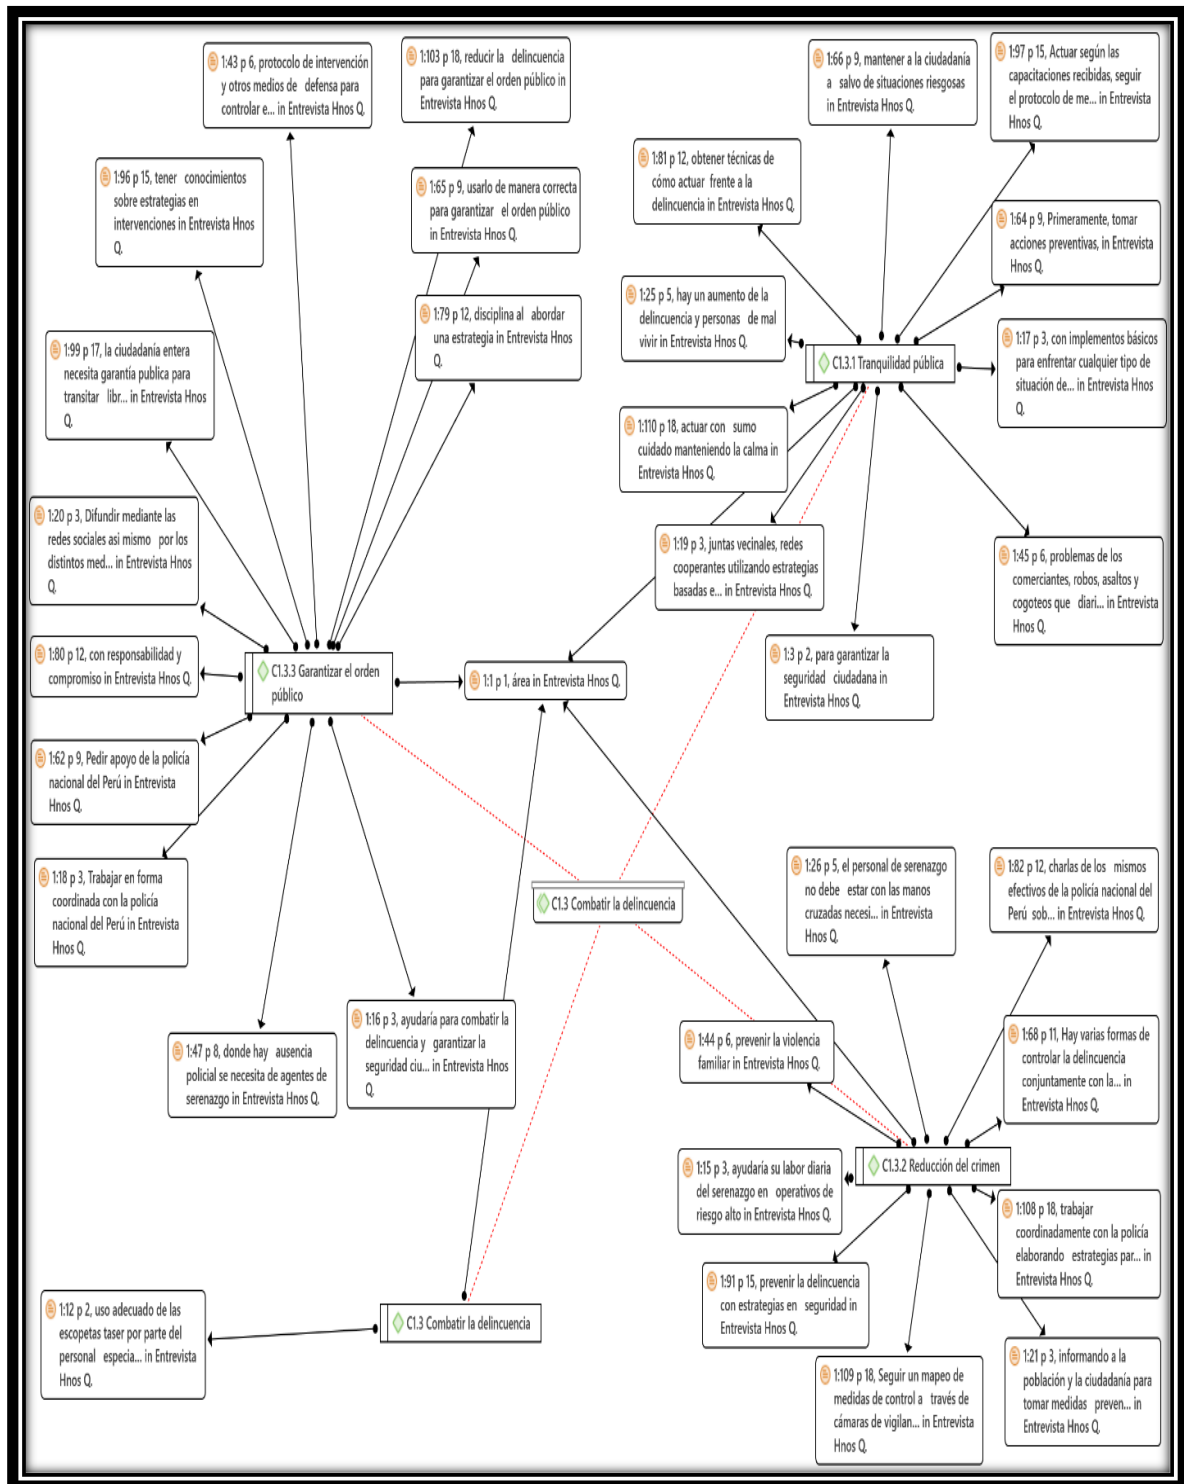 1:43 p 6, protocolo de intervención
y otros medios de defensa para
controlar e... in Entrevista Hnos Q.
1:103 p 18, reducir la delincuencia
para garantizar el orden público in
Entrevista Hnos Q.
1:96 p 15, tener conocimientos
sobre estrategias en
intervenciones in Entrevista Hnos
Q.
1:65 p 9, usarlo de manera correcta
para garantizar el orden público
in Entrevista Hnos Q.
1:79 p 12, disciplina al abordar
una estrategia in Entrevista Hnos
Q.
1:99 p 17, la ciudadanía entera
necesita garantía publica para
transitar libr... in Entrevista Hnos
Q.
1:20 p 3, Difundir mediante las
redes sociales asi mismo por los
distintos med... in Entrevista Hnos
Q.
1:80 p 12, con responsabilidad y
compromiso in Entrevista Hnos Q.
C1.3.3 Garantizar el orden
público
1:62 p 9, Pedir apoyo de la policía
nacional del Perú in Entrevista
Hnos Q.
1:18 p 3, Trabajar en forma
coordinada con la policía
nacional del Perú in Entrevista
Hnos Q.
1:47 p 8, donde hay ausencia
policial se necesita de agentes de
serenazgo in Entrevista Hnos Q.
1:16 p 3, ayudaría para combatir la
delincuencia y garantizar la
seguridad ciu... in Entrevista Hnos
Q.
1:66 p 9, mantener a la ciudadanía
a salvo de situaciones riesgosas
in Entrevista Hnos Q.
1:97 p 15, Actuar según las
capacitaciones recibidas, seguir
el protocolo de me... in Entrevista
Hnos Q.
1:81 p 12, obtener técnicas de
cómo actuar frente a la
delincuencia in Entrevista Hnos Q.
1:64 p 9, Primeramente, tomar
acciones preventivas, in Entrevista
Hnos Q.
1:25 p 5, hay un aumento de la
delincuencia y personas de mal
vivir in Entrevista Hnos Q.
C1.3.1 Tranquilidad pública
1:17 p 3, con implementos básicos
para enfrentar cualquier tipo de
situación de... in Entrevista Hnos
Q.
1:110 p 18, actuar con sumo
cuidado manteniendo la calma in
Entrevista Hnos Q.
1:19 p 3, juntas vecinales, redes
cooperantes utilizando estrategias
basadas e... in Entrevista Hnos Q.
1:45 p 6, problemas de los
comerciantes, robos, asaltos y
cogoteos que diari... in Entrevista
Hnos Q.
1:3 p 2, para garantizar la
seguridad ciudadana in
Entrevista Hnos Q.
1:1 p 1, área in Entrevista Hnos Q.
C1.3 Combatir la delincuencia
1:26 p 5, el personal de serenazgo
no debe estar con las manos
cruzadas necesi... in Entrevista
Hnos Q.
1:82 p 12, charlas de los mismos
efectivos de la policía nacional del
Perú sob... in Entrevista Hnos Q.
1:44 p 6, prevenir la violencia
familiar in Entrevista Hnos Q.
1:68 p 11, Hay varias formas de
controlar la delincuencia
conjuntamente con la... in
Entrevista Hnos Q.
C1.3.2 Reducción del crimen
1:15 p 3, ayudaría su labor diaria
del serenazgo en operativos de
riesgo alto in Entrevista Hnos Q.
1:108 p 18, trabajar
coordinadamente con la policía
elaborando estrategias par... in
Entrevista Hnos Q.
1:91 p 15, prevenir la delincuencia
con estrategias en seguridad in
Entrevista Hnos Q.
1:109 p 18, Seguir un mapeo de
medidas de control a través de
cámaras de vigilan... in Entrevista
Hnos Q.
1:21 p 3, informando a la
población y la ciudadanía para
tomar medidas preven... in
Entrevista Hnos Q.
1:12 p 2, uso adecuado de las
escopetas taser por parte del
personal especia... in Entrevista
Hnos Q.
C1.3 Combatir la delincuencia